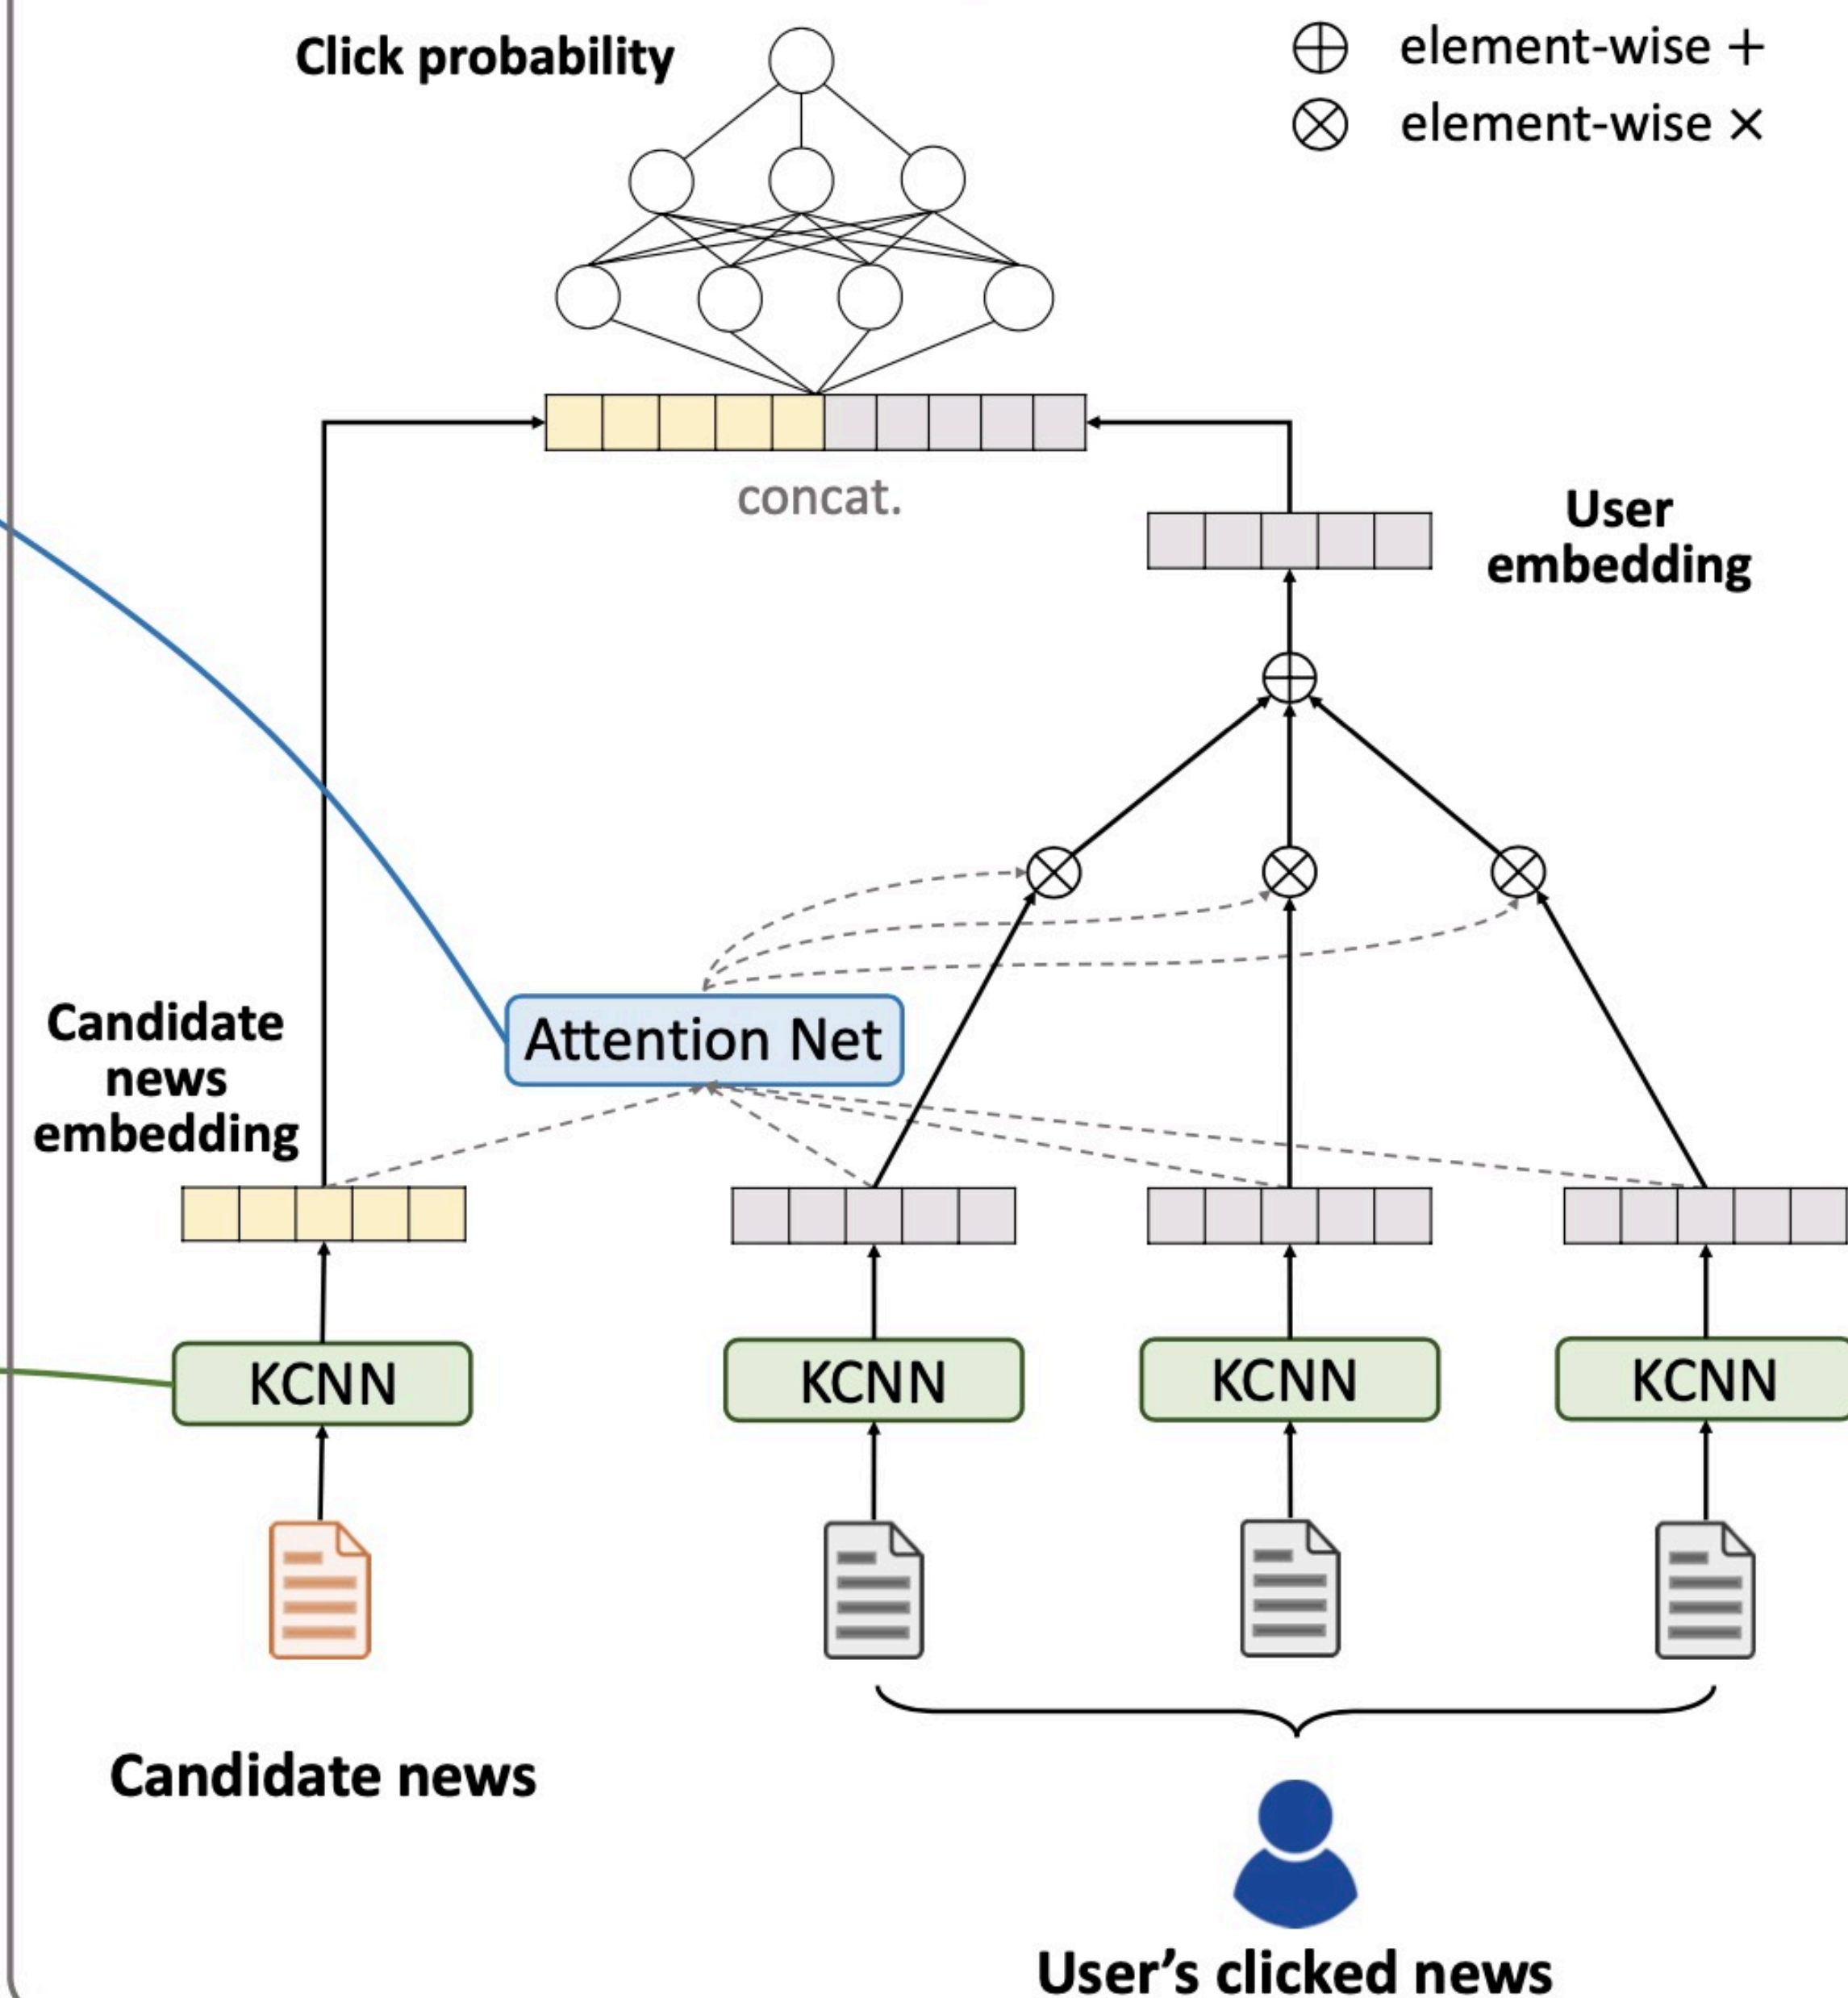 Click probability
⊕ element-wise +
⊗ element-wise ×
concat.
User
embedding
Candidate
news
embedding
Attention Net
KCNN
KCNN
KCNN
KCNN
Candidate news
User’s clicked news